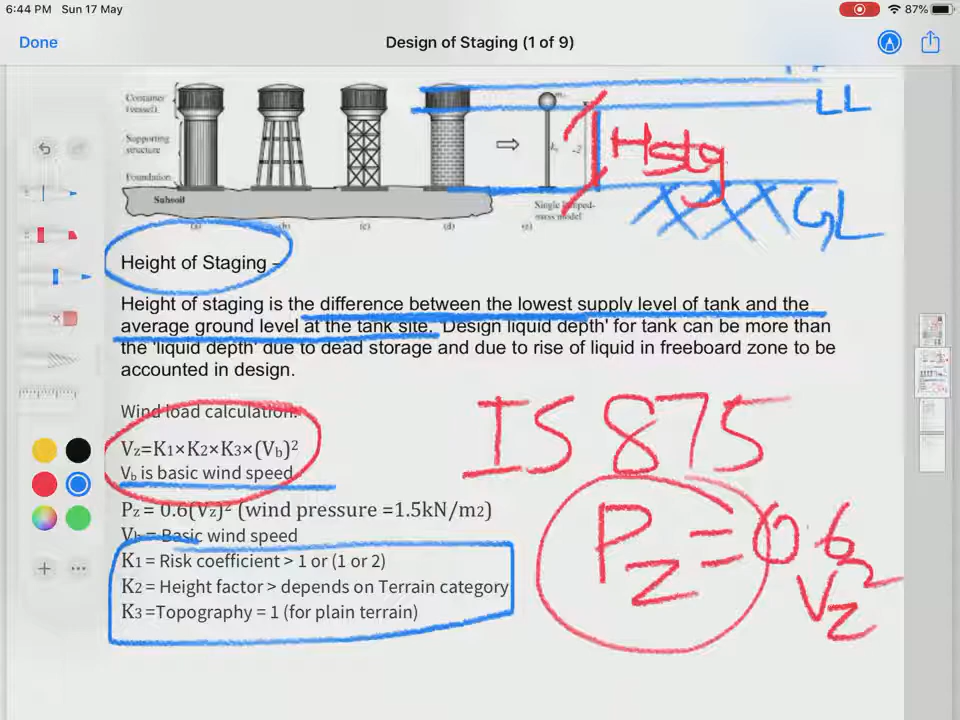 6:44 PM Sun 17 May
87%
Done
Design of Staging (1 of 9)
Container
(vessel)
Supporting
structure
Foundation
Subsoil
(a)
(c)
(d)
(e)
LL
Hstg
GL
Height of Staging -
Height of staging is the difference between the lowest supply level of tank and the
average ground level at the tank site. 'Design liquid depth' for tank can be more than
the 'liquid depth' due to dead storage and due to rise of liquid in freeboard zone to be
accounted in design.
Wind load calculation:
IS 875
Vz=K1×K2×K3×(Vb)²
Vb is basic wind speed
Pz = 0.6(Vz)² (wind pressure =1.5kN/m2)
Vb = Basic wind speed
K1 = Risk coefficient > 1 or (1 or 2)
K2 = Height factor > depends on Terrain category
K3 =Topography = 1 (for plain terrain)
Pz = 0.6
Vz²